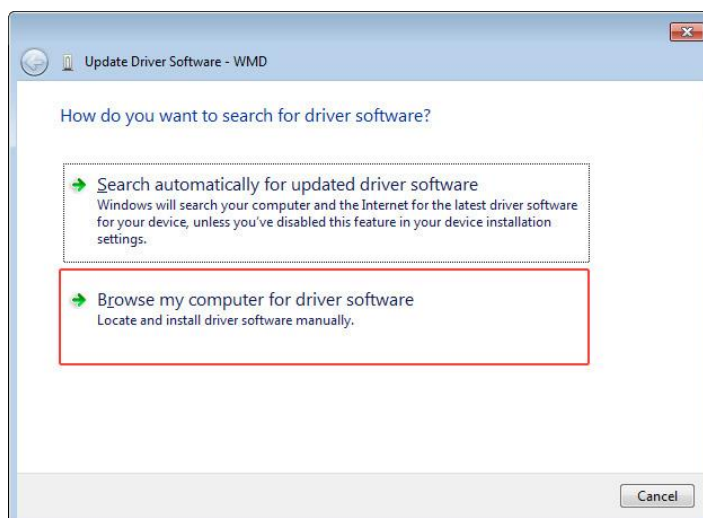 Update Driver Software - WMD
How do you want to search for driver software?
Search automatically for updated driver software
Windows will search your computer and the Internet for the latest driver software
for your device, unless you've disabled this feature in your device installation
settings.
Browse my computer for driver software
Locate and install driver software manually.
Cancel